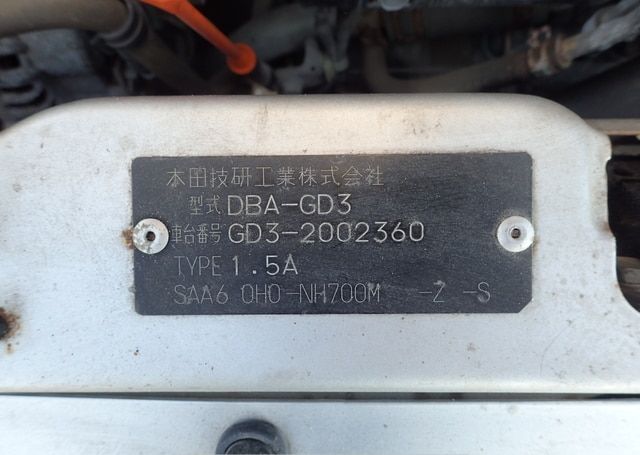 本田技研工業株式会社
型式 DBA-GD3
車台番号 GD3-2002360
TYPE 1.5A
SAA6 0H0-NH700M -Z -S